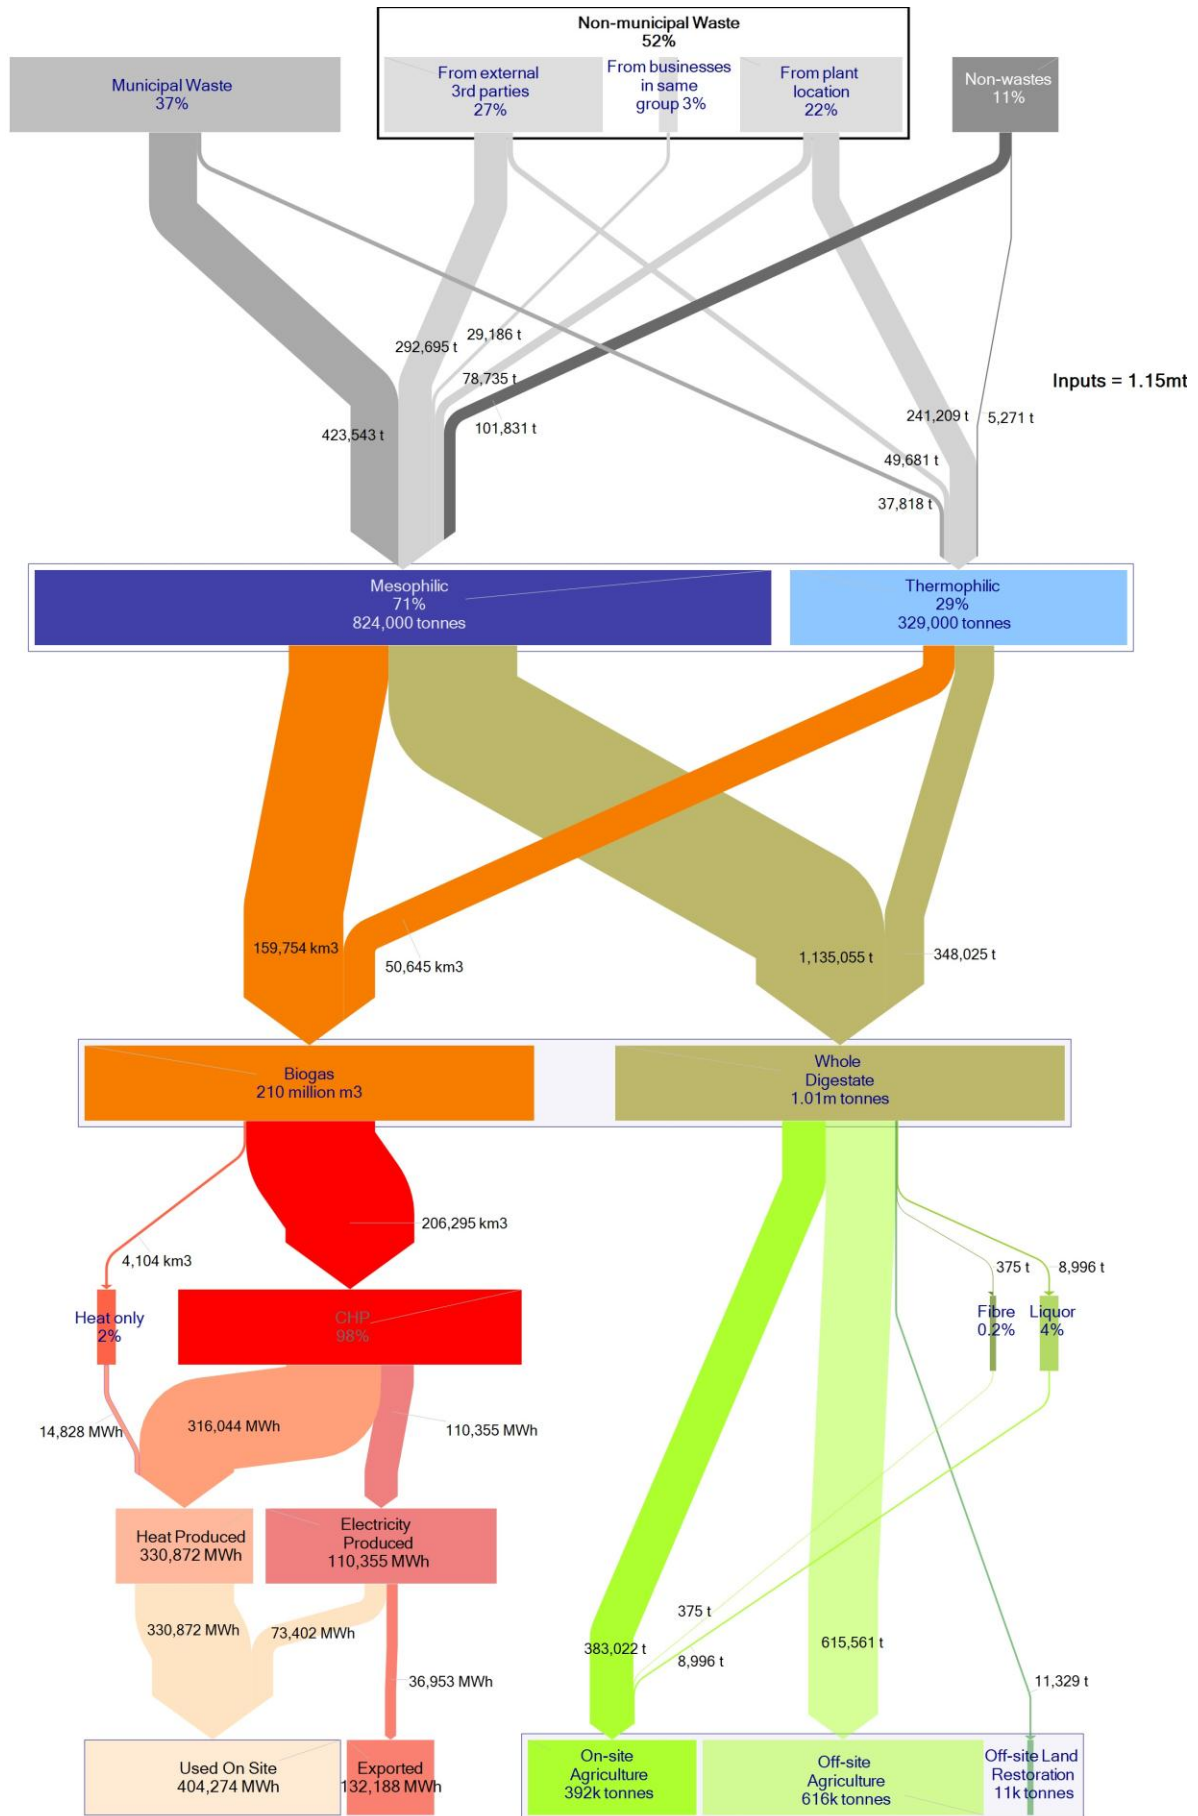 Non-municipal Waste
52%
Municipal Waste
37%
From external
3rd parties
27%
From businesses
in same
group 3%
From plant
location
22%
Non-wastes
11%
292,695 t
29,186 t
78,735 t
423,543 t
101,831 t
241,209 t
5,271 t
49,681 t
37,818 t
Inputs = 1.15mt
Mesophilic
71%
824,000 tonnes
Thermophilic
29%
329,000 tonnes
159,754 km3
50,645 km3
1,135,055 t
348,025 t
Biogas
210 million m3
Whole
Digestate
1.01m tonnes
4,104 km3
206,295 km3
375 t
8,996 t
Heat only
2%
CHP
98%
Fibre
0.2%
Liquor
4%
14,828 MWh
316,044 MWh
110,355 MWh
Heat Produced
330,872 MWh
Electricity
Produced
110,355 MWh
330,872 MWh
73,402 MWh
36,953 MWh
375 t
383,022 t
8,996 t
615,561 t
11,329 t
Used On Site
404,274 MWh
Exported
132,188 MWh
On-site
Agriculture
392k tonnes
Off-site
Agriculture
616k tonnes
Off-site Land
Restoration
11k tonnes